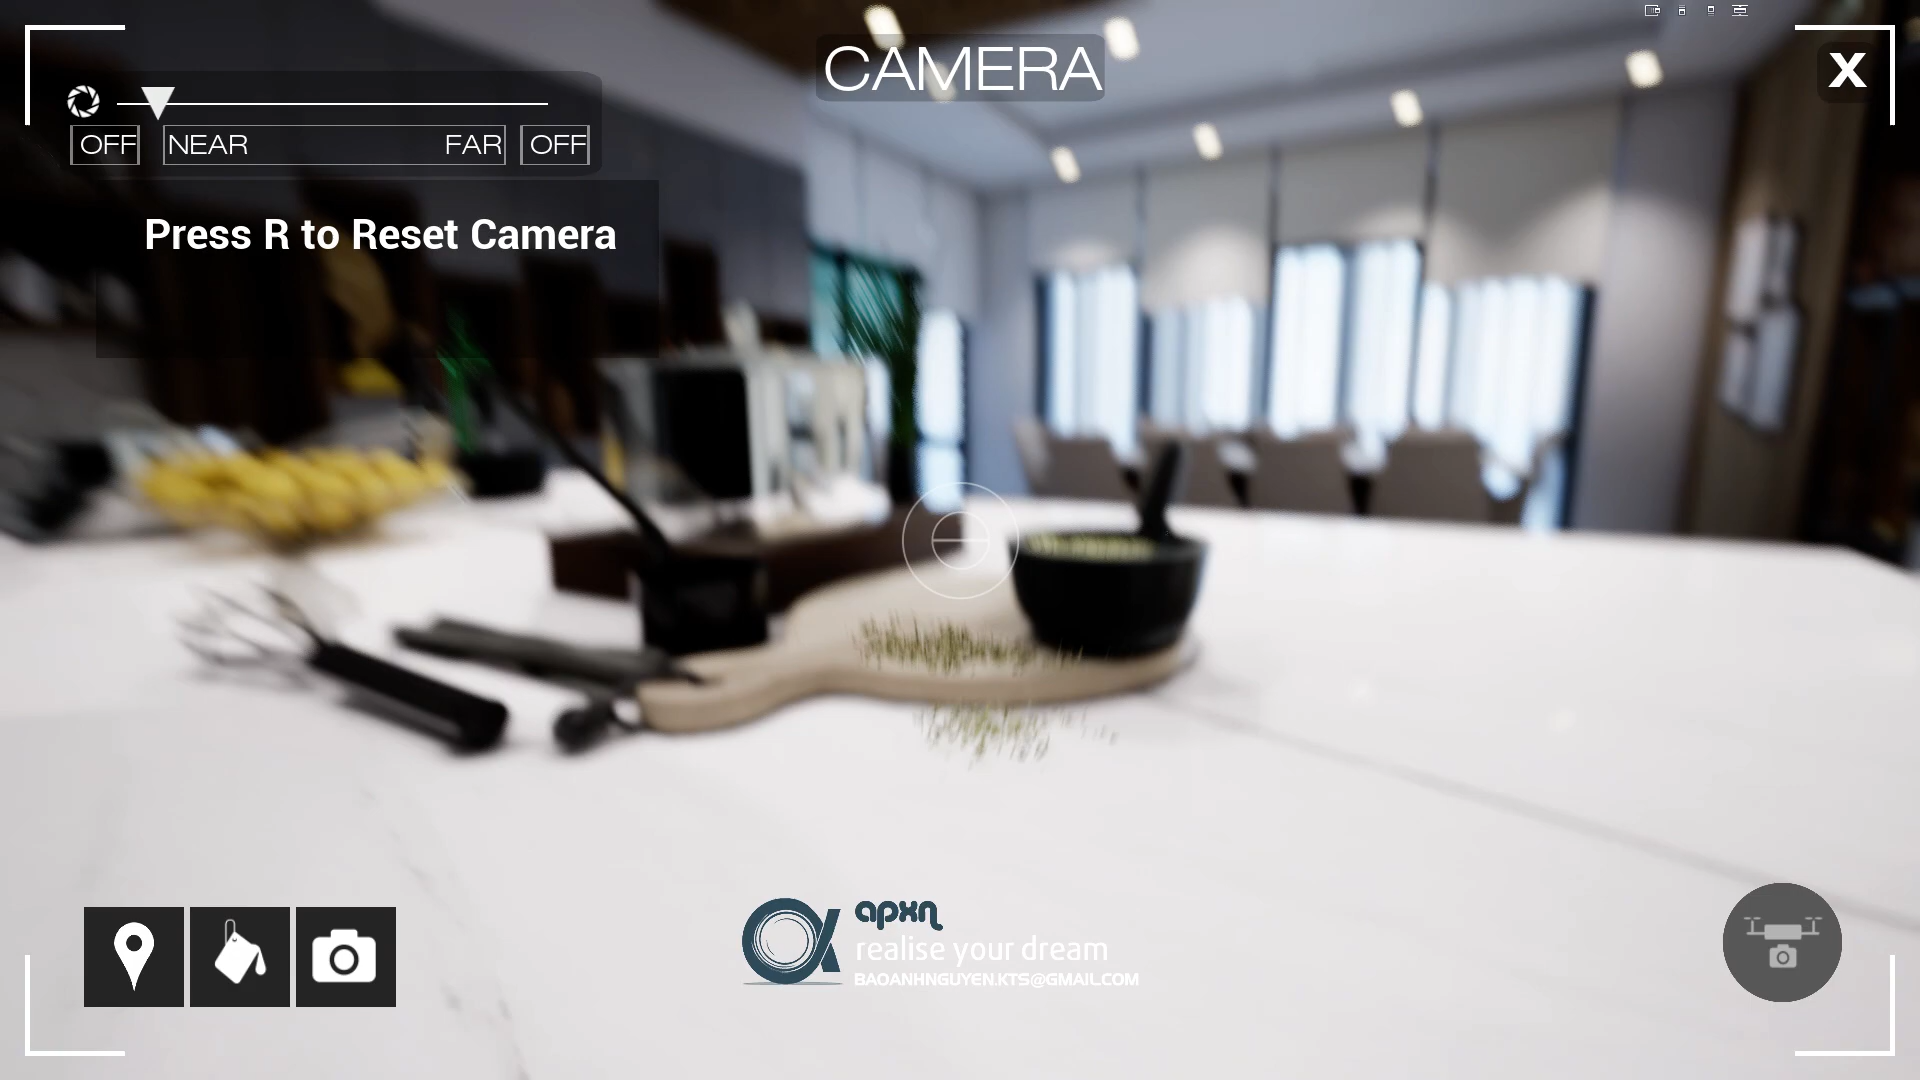 CAMERA
X
OFF NEAR FAR OFF
Press R to Reset Camera
apxn
realise your dream
BAOANHNGUYEN.KTS@GMAIL.COM